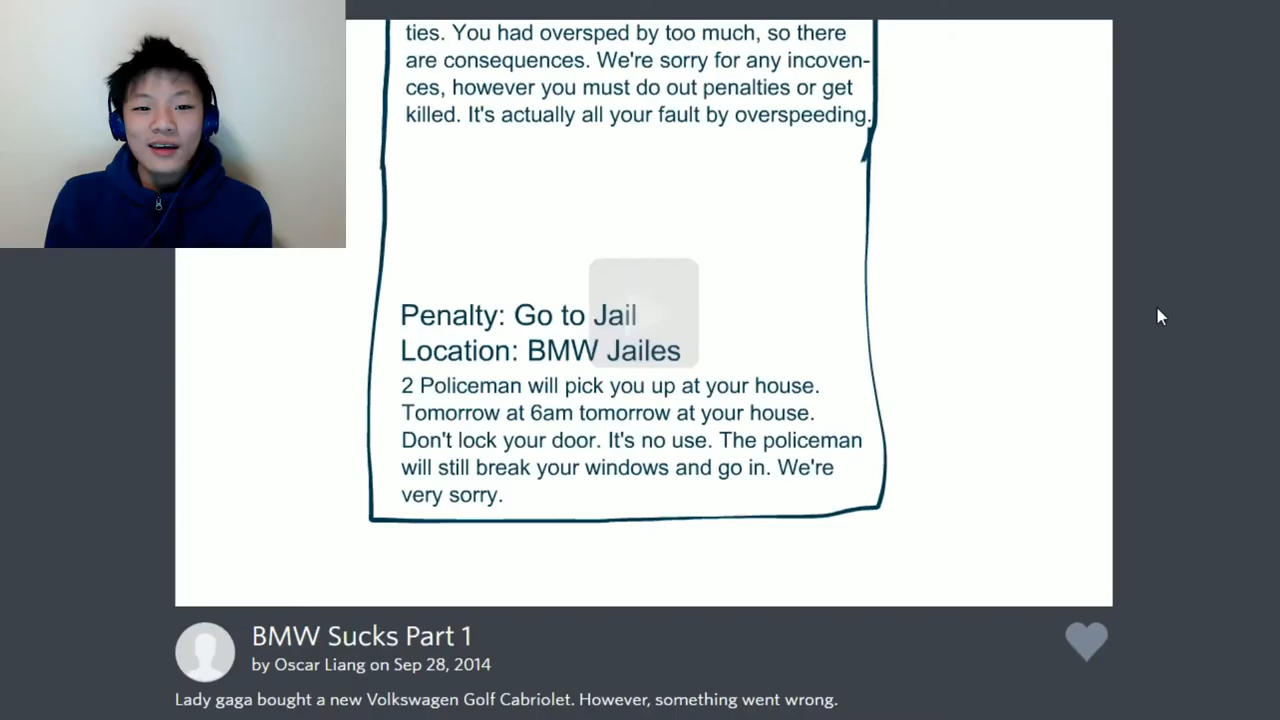 ties. You had oversped by too much, so there
are consequences. We're sorry for any incoven-
ces, however you must do out penalties or get
killed. It's actually all your fault by overspeeding.
Penalty: Go to Jail
Location: BMW Jailes
2 Policeman will pick you up at your house.
Tomorrow at 6am tomorrow at your house.
Don't lock your door. It's no use. The policeman
will still break your windows and go in. We're
very sorry.
BMW Sucks Part 1
by Oscar Liang on Sep 28, 2014
Lady gaga bought a new Volkswagen Golf Cabriolet. However, something went wrong.